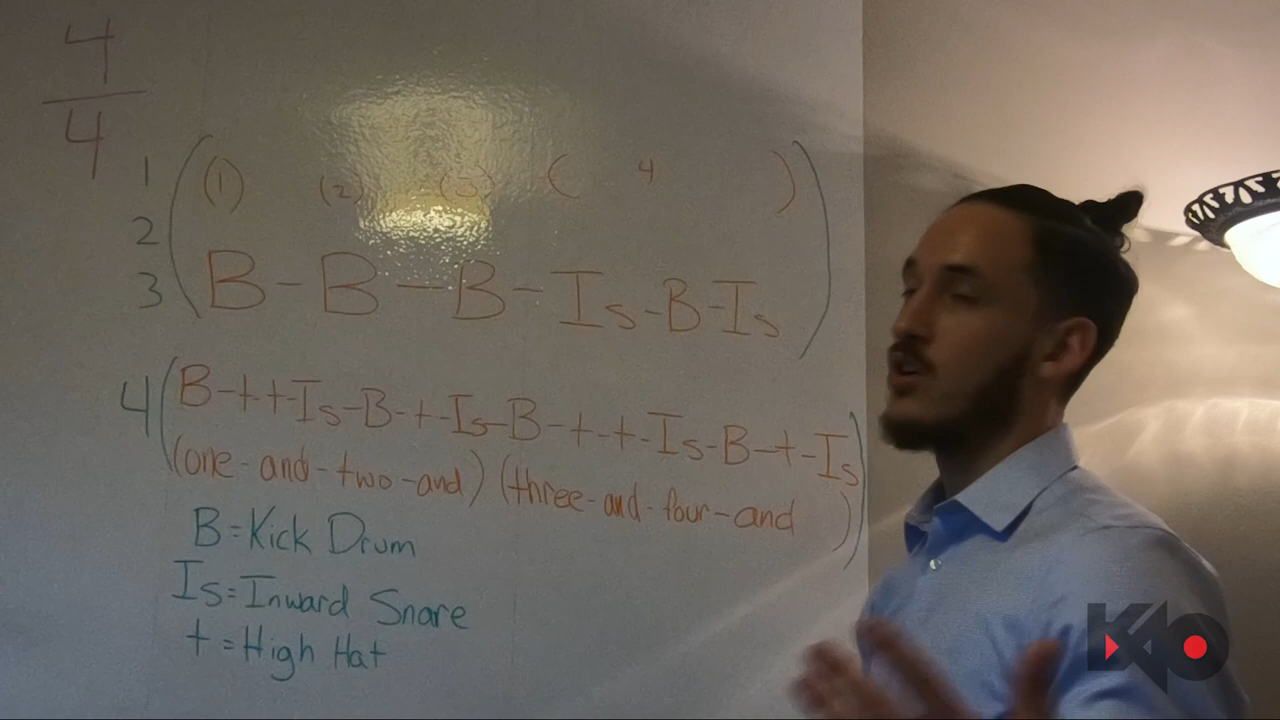 4
4
1 (1) (2) (3) ( 4 )
2
3 B - B - B - Is - B - Is
4 (B - t t - Is - B - t - Is - B - t - t - Is - B - t - Is)
(one - and - two - and) (three - and - four - and )
B = Kick Drum
Is = Inward Snare
t = High Hat
K40